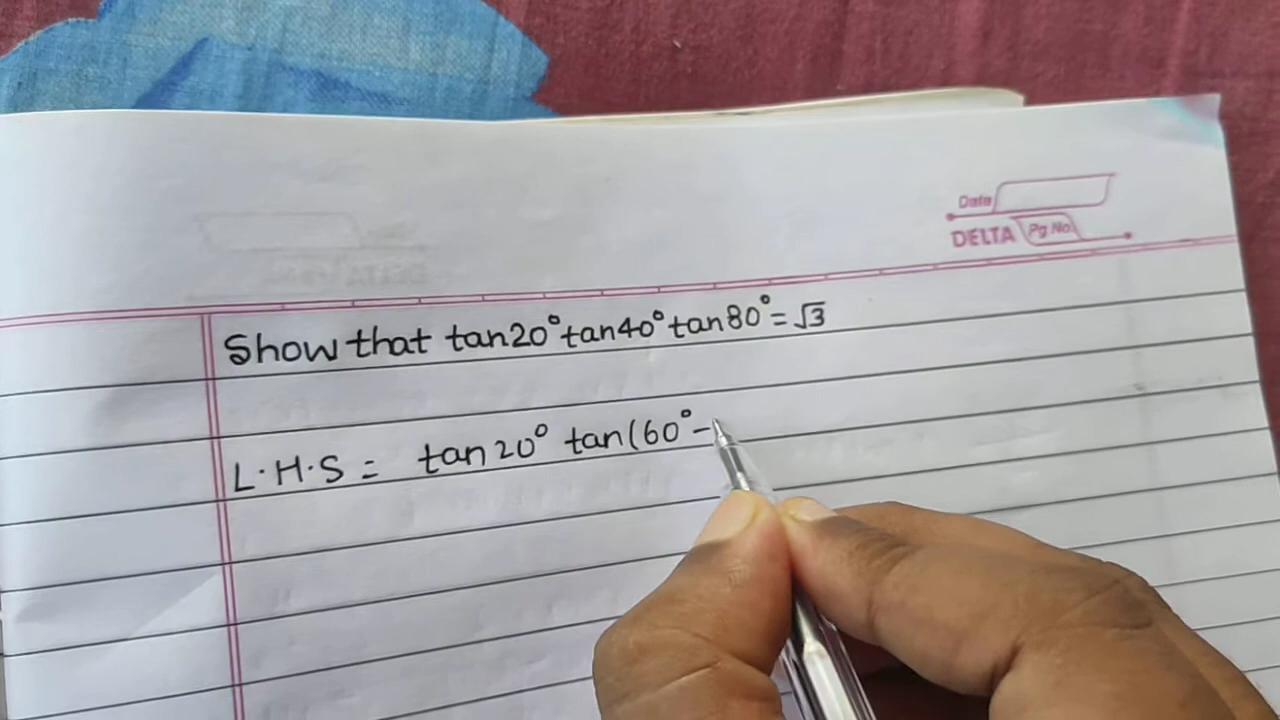 Date
DELTA Pg No.
Show that tan20°tan40°tan80°=√3
L.H.S = tan20° tan(60°-